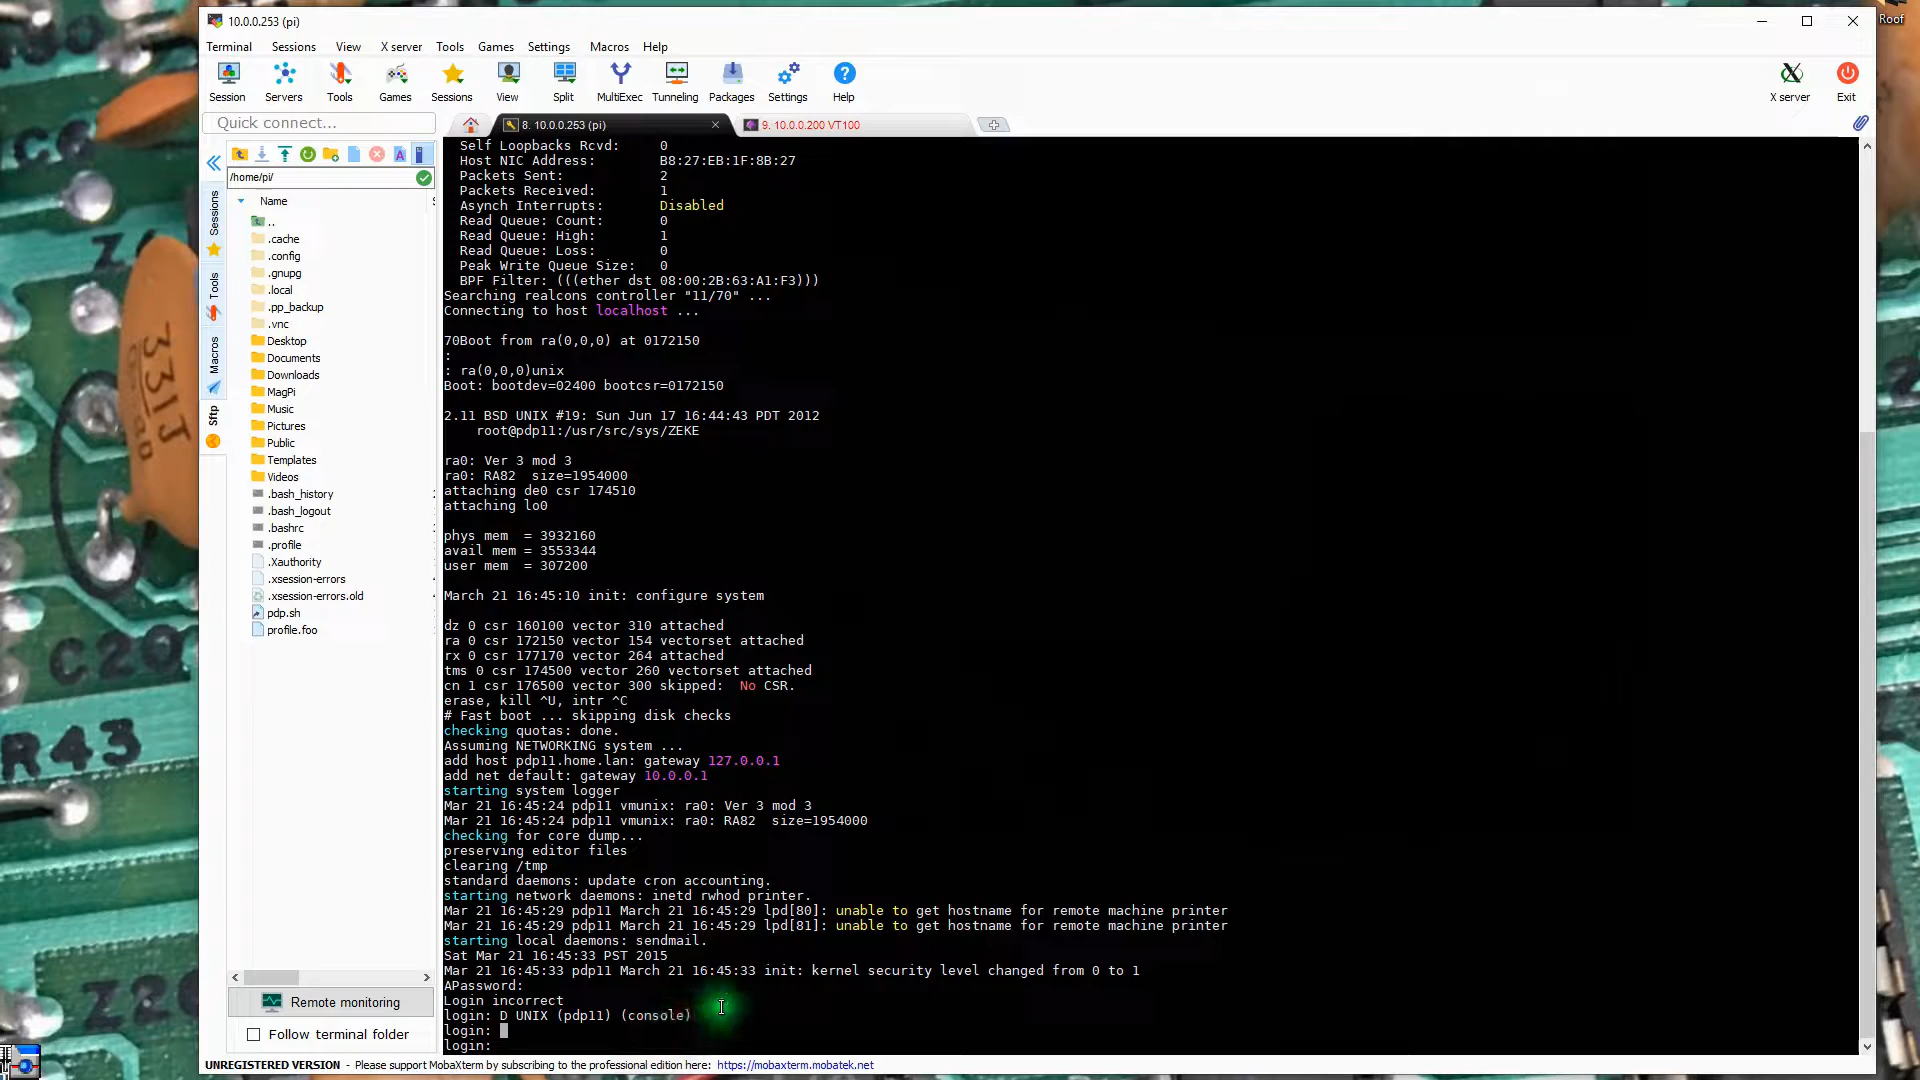 Roof
10.0.0.253 (pi)
Terminal Sessions View X server Tools Games Settings Macros Help
Session Servers Tools Games Sessions View Split MultiExec Tunneling Packages Settings Help X server Exit
Quick connect...
8. 10.0.0.253 (pi)
9. 10.0.0.200 VT100
/home/pi/
Name
..
.cache
.config
.gnupg
.local
.pp_backup
.vnc
Desktop
Documents
Downloads
MagPi
Music
Pictures
Public
Templates
Videos
.bash_history
.bash_logout
.bashrc
.profile
.Xauthority
.xsession-errors
.xsession-errors.old
pdp.sh
profile.foo
Sessions
Tools
Macros
Sftp
Remote monitoring
Follow terminal folder
Self Loopbacks Rcvd: 0
Host NIC Address: B8:27:EB:1F:8B:27
Packets Sent: 2
Packets Received: 1
Asynch Interrupts: Disabled
Read Queue: Count: 0
Read Queue: High: 1
Read Queue: Loss: 0
Peak Write Queue Size: 0
BPF Filter: (((ether dst 08:00:2B:63:A1:F3)))
Searching realcons controller "11/70" ...
Connecting to host localhost ...
70Boot from ra(0,0,0) at 0172150
:
: ra(0,0,0)unix
Boot: bootdev=02400 bootcsr=0172150
2.11 BSD UNIX #19: Sun Jun 17 16:44:43 PDT 2012
root@pdp11:/usr/src/sys/ZEKE
ra0: Ver 3 mod 3
ra0: RA82 size=1954000
attaching de0 csr 174510
attaching lo0
phys mem = 3932160
avail mem = 3553344
user mem = 307200
March 21 16:45:10 init: configure system
dz 0 csr 160100 vector 310 attached
ra 0 csr 172150 vector 154 vectorset attached
rx 0 csr 177170 vector 264 attached
tms 0 csr 174500 vector 260 vectorset attached
cn 1 csr 176500 vector 300 skipped: No CSR.
erase, kill ^U, intr ^C
# Fast boot ... skipping disk checks
checking quotas: done.
Assuming NETWORKING system ...
add host pdp11.home.lan: gateway 127.0.0.1
add net default: gateway 10.0.0.1
starting system logger
Mar 21 16:45:24 pdp11 vmunix: ra0: Ver 3 mod 3
Mar 21 16:45:24 pdp11 vmunix: ra0: RA82 size=1954000
checking for core dump...
preserving editor files
clearing /tmp
standard daemons: update cron accounting.
starting network daemons: inetd rwhod printer.
Mar 21 16:45:29 pdp11 March 21 16:45:29 lpd[80]: unable to get hostname for remote machine printer
Mar 21 16:45:29 pdp11 March 21 16:45:29 lpd[81]: unable to get hostname for remote machine printer
starting local daemons: sendmail.
Sat Mar 21 16:45:33 PST 2015
Mar 21 16:45:33 pdp11 March 21 16:45:33 init: kernel security level changed from 0 to 1
APassword:
Login incorrect
login: D UNIX (pdp11) (console)
login:
login:
UNREGISTERED VERSION - Please support MobaXterm by subscribing to the professional edition here: https://mobaxterm.mobatek.net
R43
C20
331J